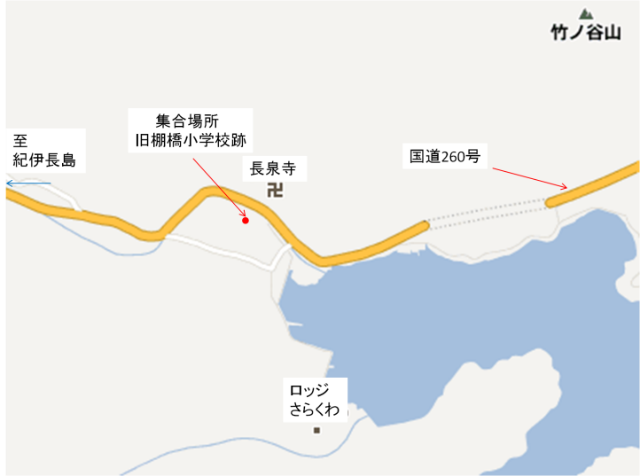 竹ノ谷山
集合場所
旧棚橋小学校跡
至
紀伊長島
長泉寺
国道260号
ロッジ
さらくわ